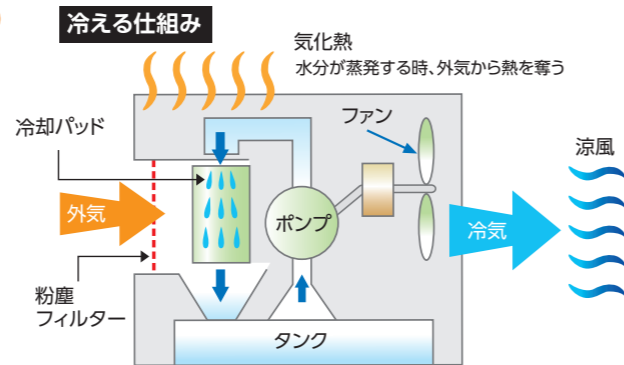 冷える仕組み
気化熱
水分が蒸発する時、外気から熱を奪う
冷却パッド
ファン
涼風
外気
ポンプ
冷気
粉塵
フィルター
タンク